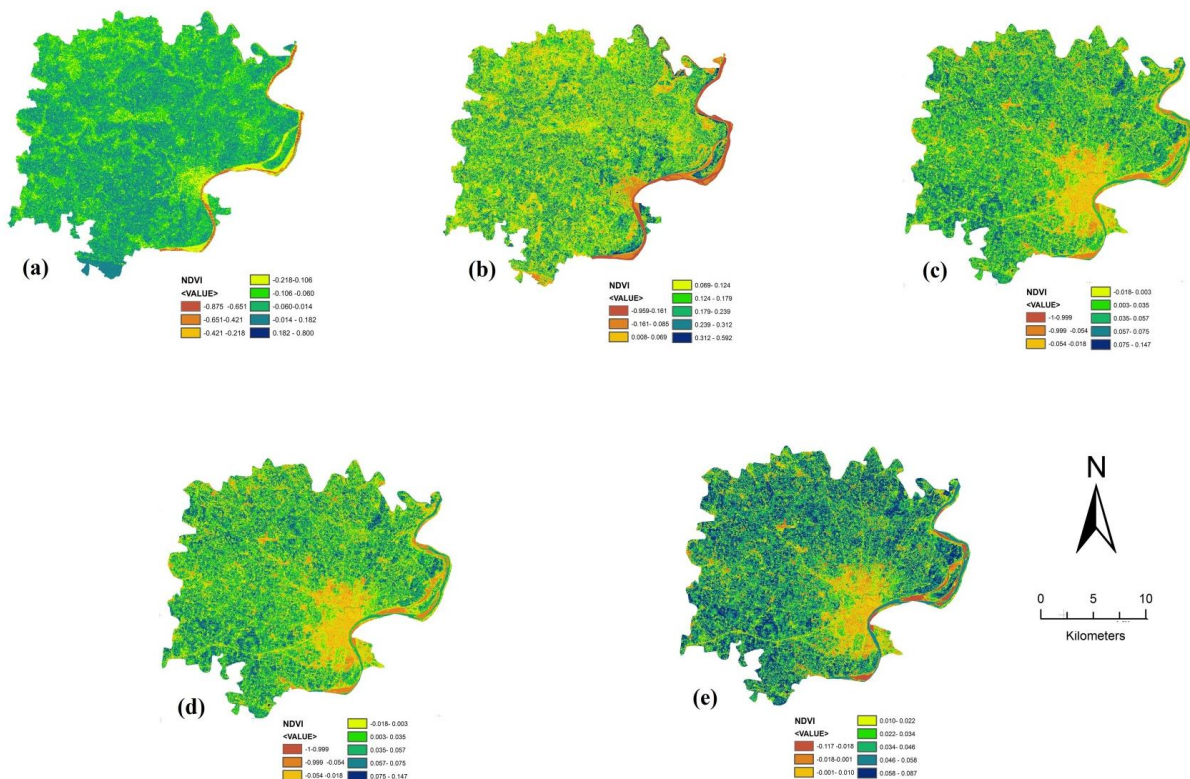 (a)
NDVI
<VALUE>
-0.875 -0.651
-0.651-0.421
-0.421 -0.218
-0.218-0.106
-0.106 -0.060
-0.060-0.014
-0.014 - 0.182
0.182 - 0.800
(b)
NDVI
<VALUE>
-0.959-0.161
-0.161- 0.085
0.008- 0.069
0.069- 0.124
0.124 - 0.179
0.179- 0.239
0.239 - 0.312
0.312 - 0.592
(c)
NDVI
<VALUE>
-1-0.999
-0.999 -0.054
-0.054 -0.018
-0.018- 0.003
0.003- 0.035
0.035- 0.057
0.057- 0.075
0.075 - 0.147
(d)
NDVI
<VALUE>
-1-0.999
-0.999 -0.054
-0.054 -0.018
-0.018- 0.003
0.003- 0.035
0.035- 0.057
0.057- 0.075
0.075 - 0.147
(e)
NDVI
<VALUE>
-0.117 -0.018
-0.018-0.001
-0.001- 0.010
0.010- 0.022
0.022- 0.034
0.034 - 0.046
0.046 - 0.058
0.058 - 0.087
N
0 5 10
Kilometers